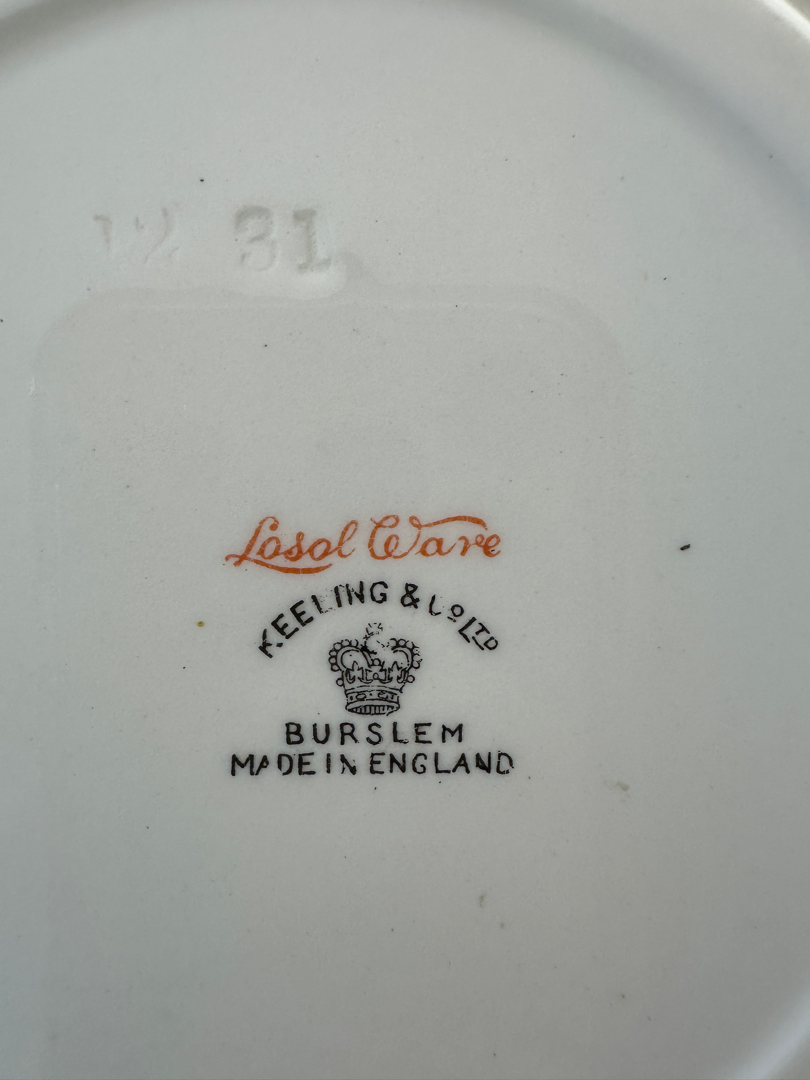 12 31
Losol Ware
KEELING & Co LTD
BURSLEM
MADE IN ENGLAND